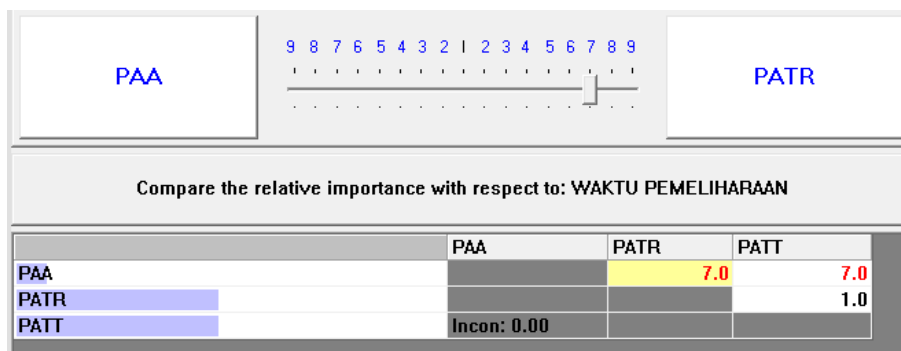 9 8 7 6 5 4 3 2 1 2 3 4 5 6 7 8 9
PAA PATR
Compare the relative importance with respect to: WAKTU PEMELIHARAAN
PAA PATR PATT
PAA 7.0 7.0
PATR 1.0
PATT Incon: 0.00